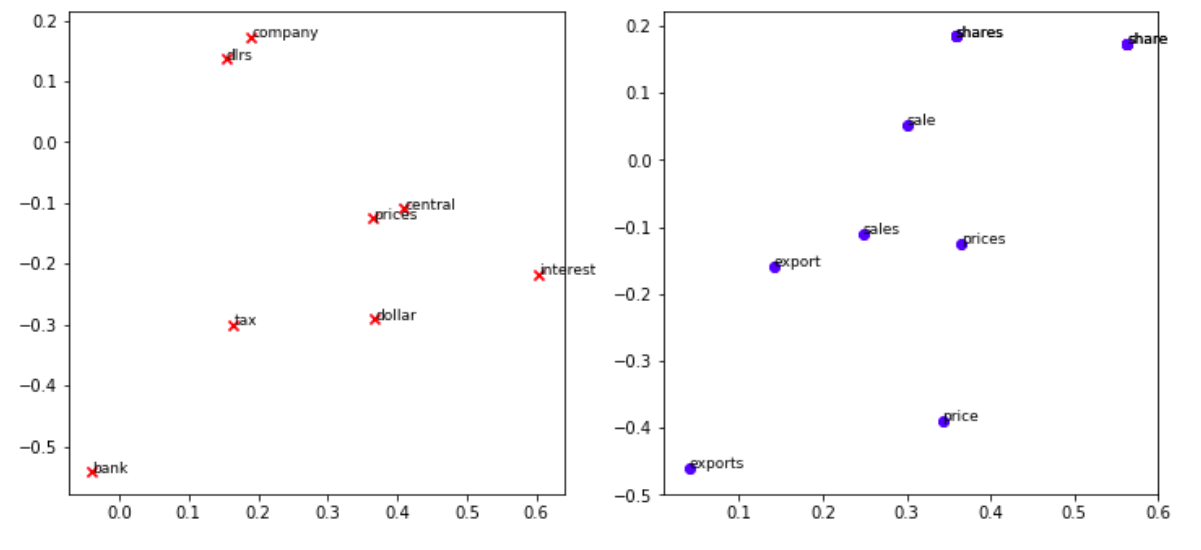 0.2
0.1
0.0
−0.1
−0.2
−0.3
−0.4
−0.5
company
dlrs
central
prices
interest
tax
dollar
bank
0.0 0.1 0.2 0.3 0.4 0.5 0.6
0.2
0.1
0.0
−0.1
−0.2
−0.3
−0.4
−0.5
shares
share
sale
sales
prices
export
price
exports
0.1 0.2 0.3 0.4 0.5 0.6